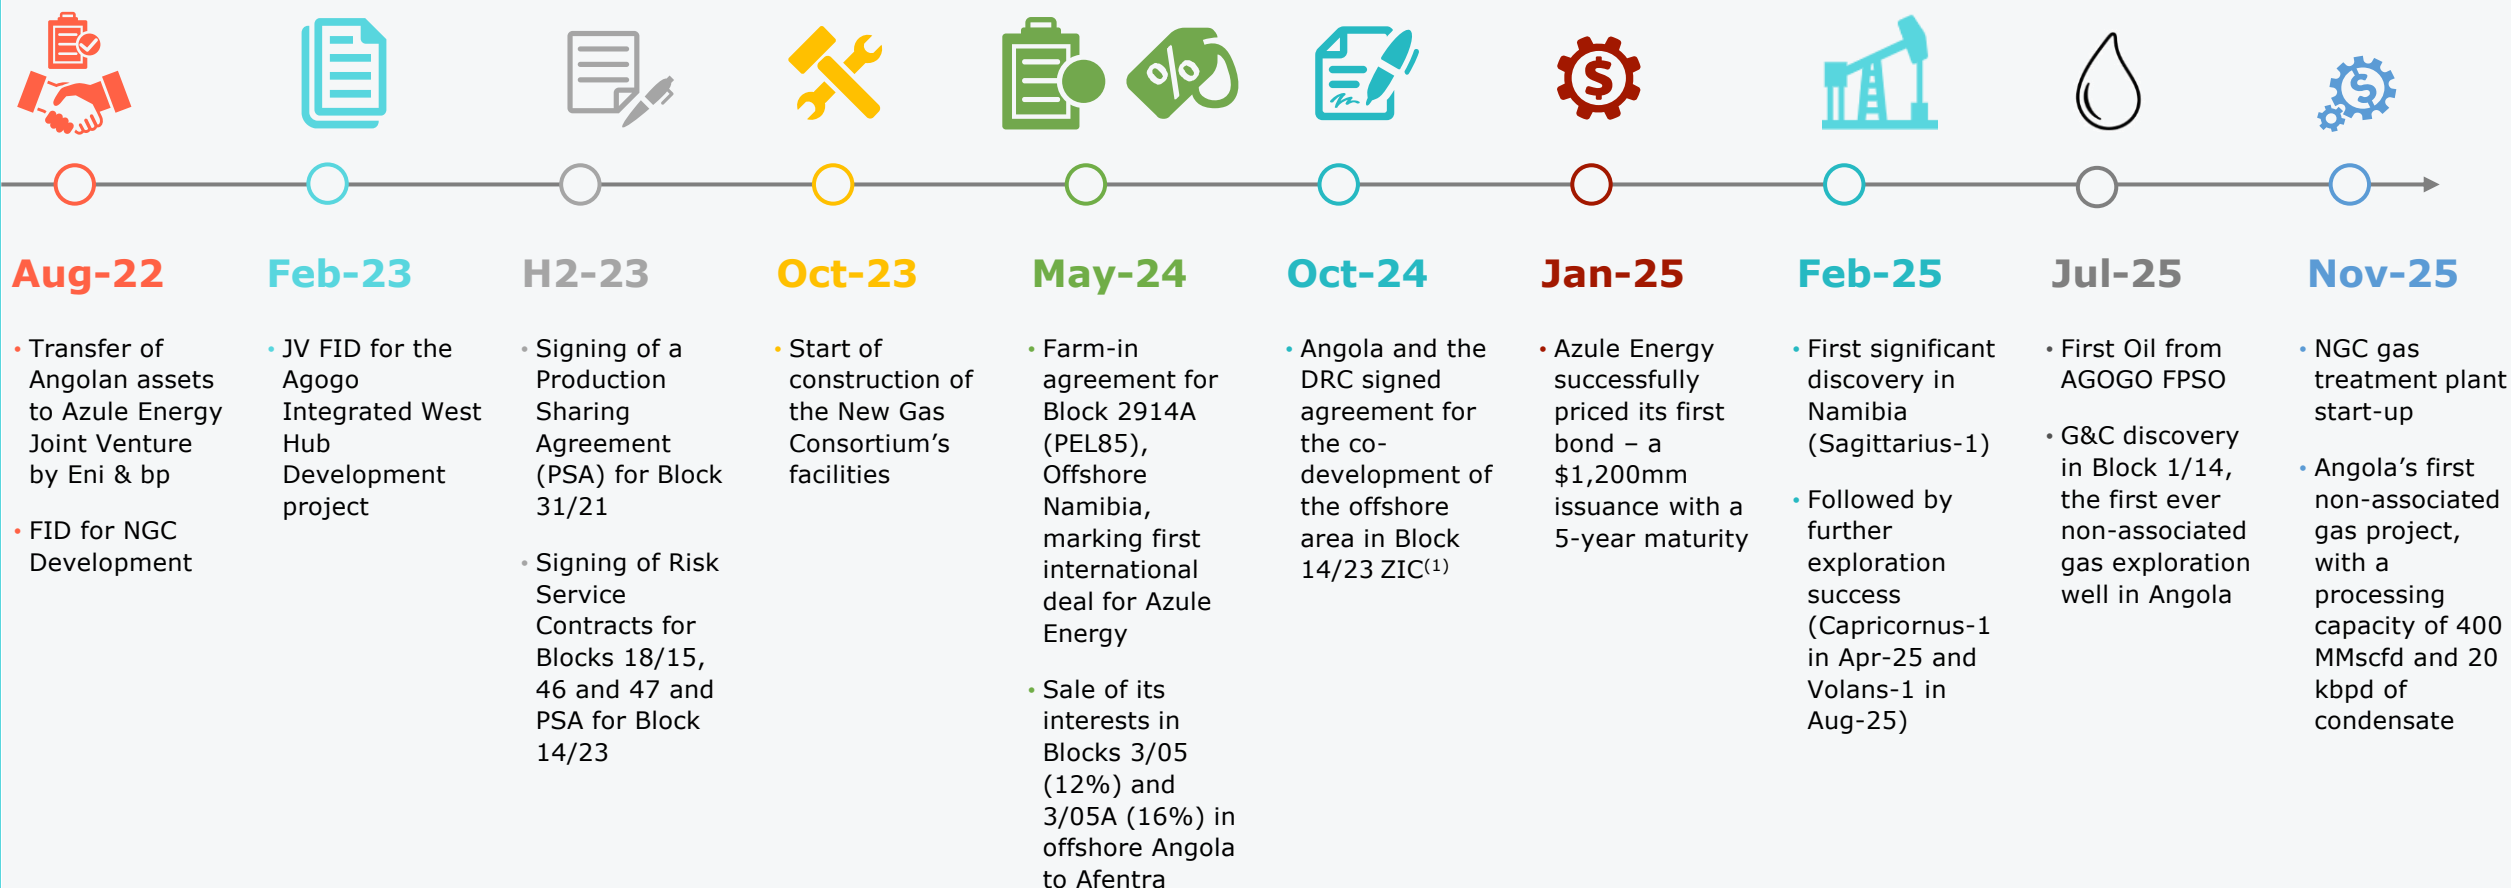 Aug-22
• Transfer of
Angolan assets
to Azule Energy
Joint Venture
by Eni & bp
• FID for NGC
Development
Feb-23
• JV FID for the
Agogo
Integrated West
Hub
Development
project
H2-23
• Signing of a
Production
Sharing
Agreement
(PSA) for Block
31/21
• Signing of Risk
Service
Contracts for
Blocks 18/15,
46 and 47 and
PSA for Block
14/23
Oct-23
• Start of
construction of
the New Gas
Consortium’s
facilities
May-24
• Farm-in
agreement for
Block 2914A
(PEL85),
Offshore
Namibia,
marking first
international
deal for Azule
Energy
• Sale of its
interests in
Blocks 3/05
(12%) and
3/05A (16%) in
offshore Angola
to Afentra
Oct-24
• Angola and the
DRC signed
agreement for
the co-
development of
the offshore
area in Block
14/23 ZIC(1)
Jan-25
• Azule Energy
successfully
priced its first
bond – a
$1,200mm
issuance with a
5-year maturity
Feb-25
• First significant
discovery in
Namibia
(Sagittarius-1)
• Followed by
further
exploration
success
(Capricornus-1
in Apr-25 and
Volans-1 in
Aug-25)
Jul-25
• First Oil from
AGOGO FPSO
• G&C discovery
in Block 1/14,
the first ever
non-associated
gas exploration
well in Angola
Nov-25
• NGC gas
treatment plant
start-up
• Angola’s first
non-associated
gas project,
with a
processing
capacity of 400
MMscfd and 20
kbpd of
condensate